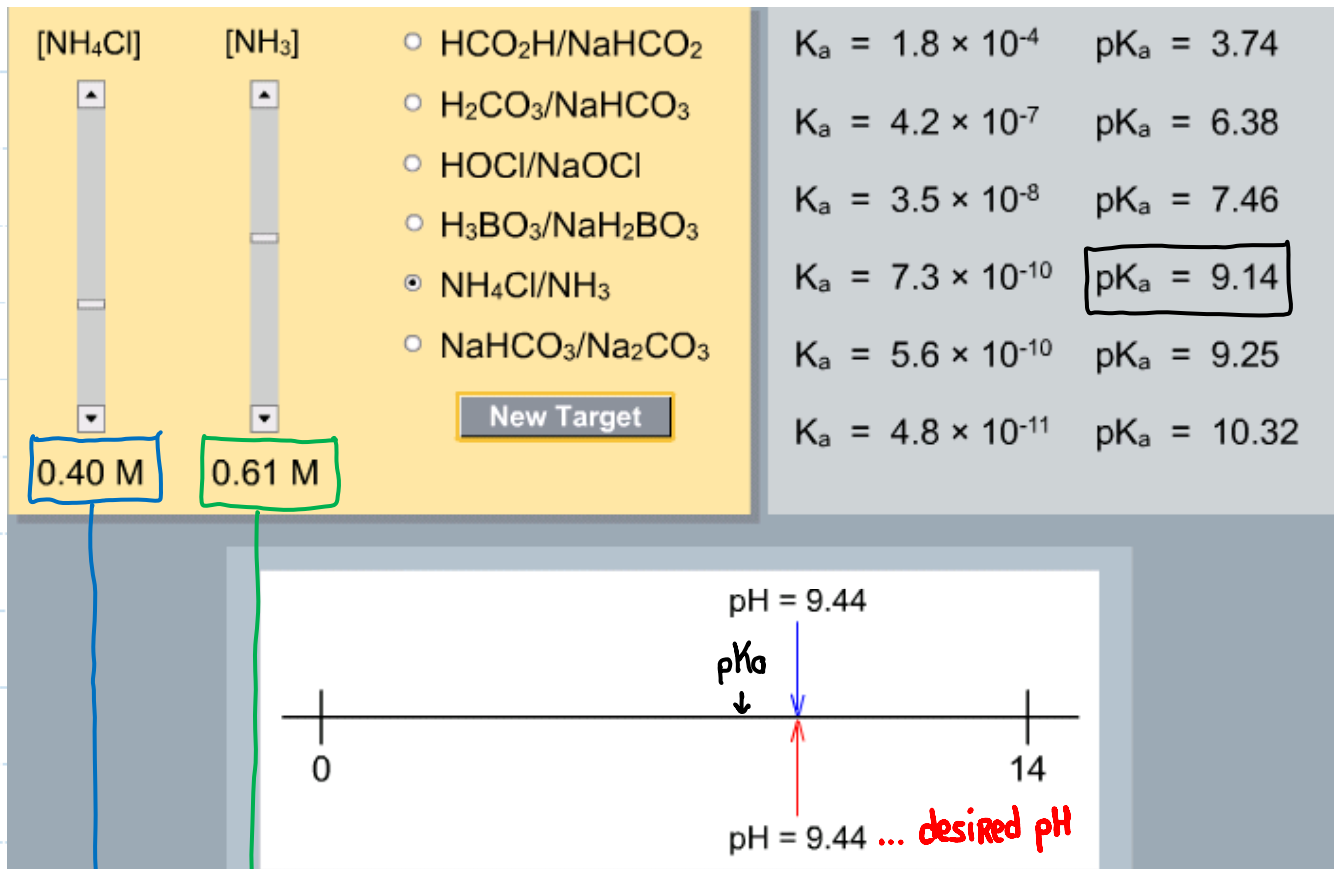 [NH₄Cl] [NH₃]
HCO₂H/NaHCO₂
H₂CO₃/NaHCO₃
HOCl/NaOCl
H₃BO₃/NaH₂BO₃
NH₄Cl/NH₃
NaHCO₃/Na₂CO₃
New Target
0.40 M 0.61 M
Kₐ = 1.8 × 10⁻⁴ pKₐ = 3.74
Kₐ = 4.2 × 10⁻⁷ pKₐ = 6.38
Kₐ = 3.5 × 10⁻⁸ pKₐ = 7.46
Kₐ = 7.3 × 10⁻¹⁰ pKₐ = 9.14
Kₐ = 5.6 × 10⁻¹⁰ pKₐ = 9.25
Kₐ = 4.8 × 10⁻¹¹ pKₐ = 10.32
pH = 9.44
pKa
0 14
pH = 9.44 ... desiRed pH